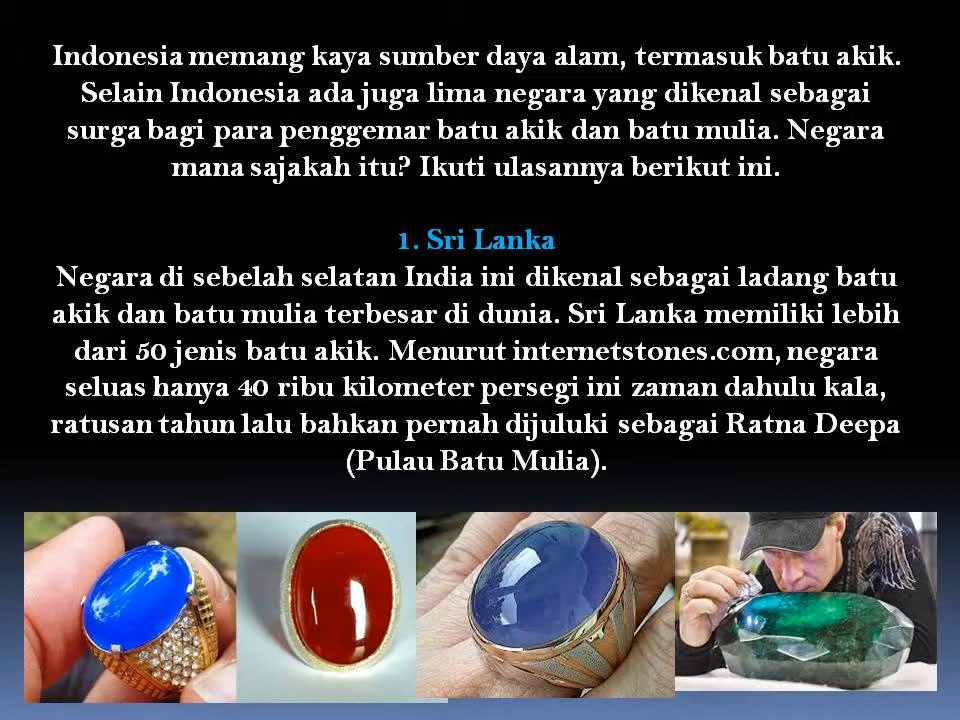 Indonesia memang kaya sumber daya alam, termasuk batu akik.
Selain Indonesia ada juga lima negara yang dikenal sebagai
surga bagi para penggemar batu akik dan batu mulia. Negara
mana sajakah itu? Ikuti ulasannya berikut ini.
1. Sri Lanka
Negara di sebelah selatan India ini dikenal sebagai ladang batu
akik dan batu mulia terbesar di dunia. Sri Lanka memiliki lebih
dari 50 jenis batu akik. Menurut internetstones.com, negara
seluas hanya 40 ribu kilometer persegi ini zaman dahulu kala,
ratusan tahun lalu bahkan pernah dijuluki sebagai Ratna Deepa
(Pulau Batu Mulia).